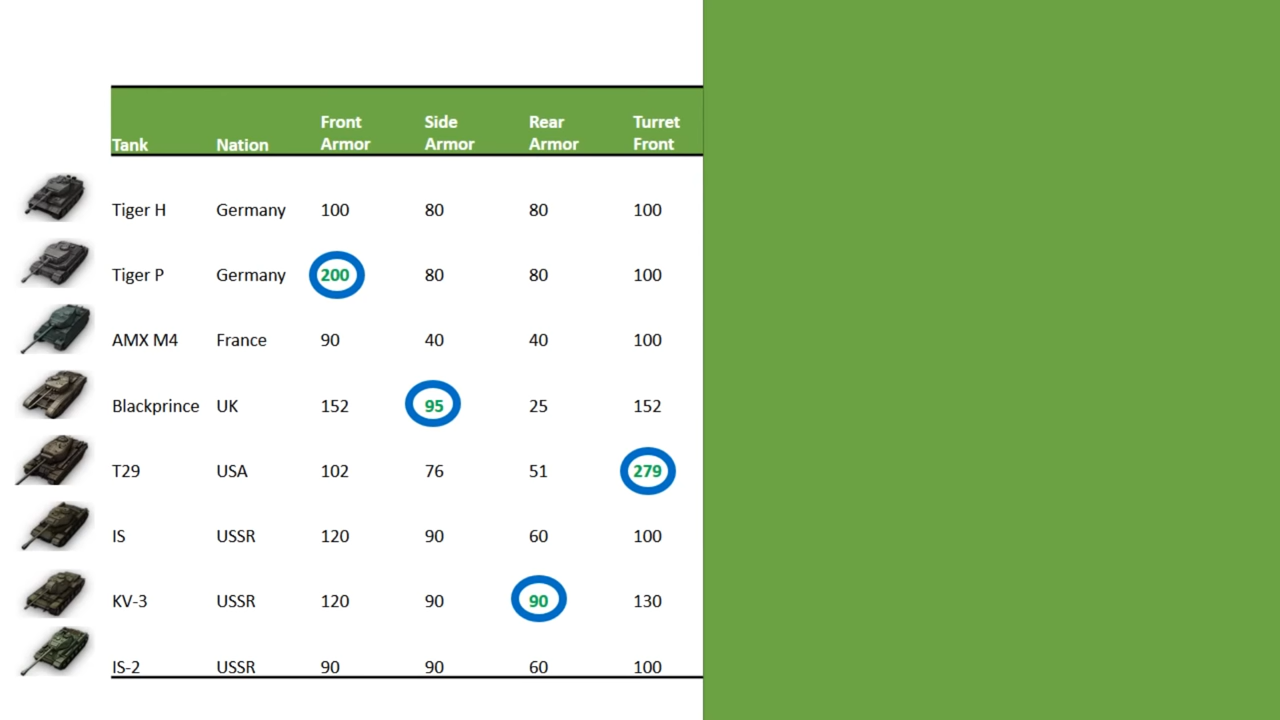 Tank Nation Front Armor Side Armor Rear Armor Turret Front
Tiger H Germany 100 80 80 100
Tiger P Germany 200 80 80 100
AMX M4 France 90 40 40 100
Blackprince UK 152 95 25 152
T29 USA 102 76 51 279
IS USSR 120 90 60 100
KV-3 USSR 120 90 90 130
IS-2 USSR 90 90 60 100